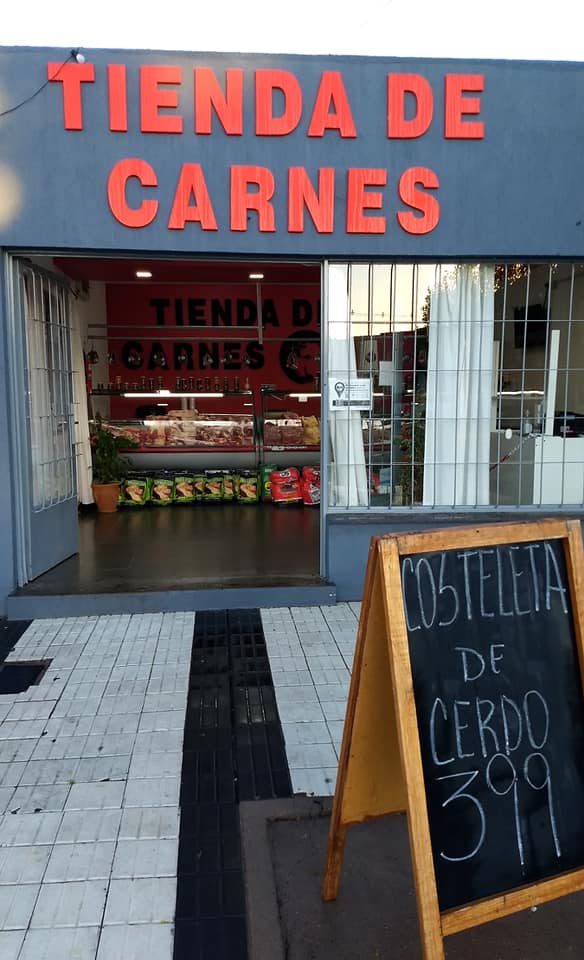 TIENDA DE
CARNES
TIENDA DE
CARNES
COSTELETA
DE
CERDO
399